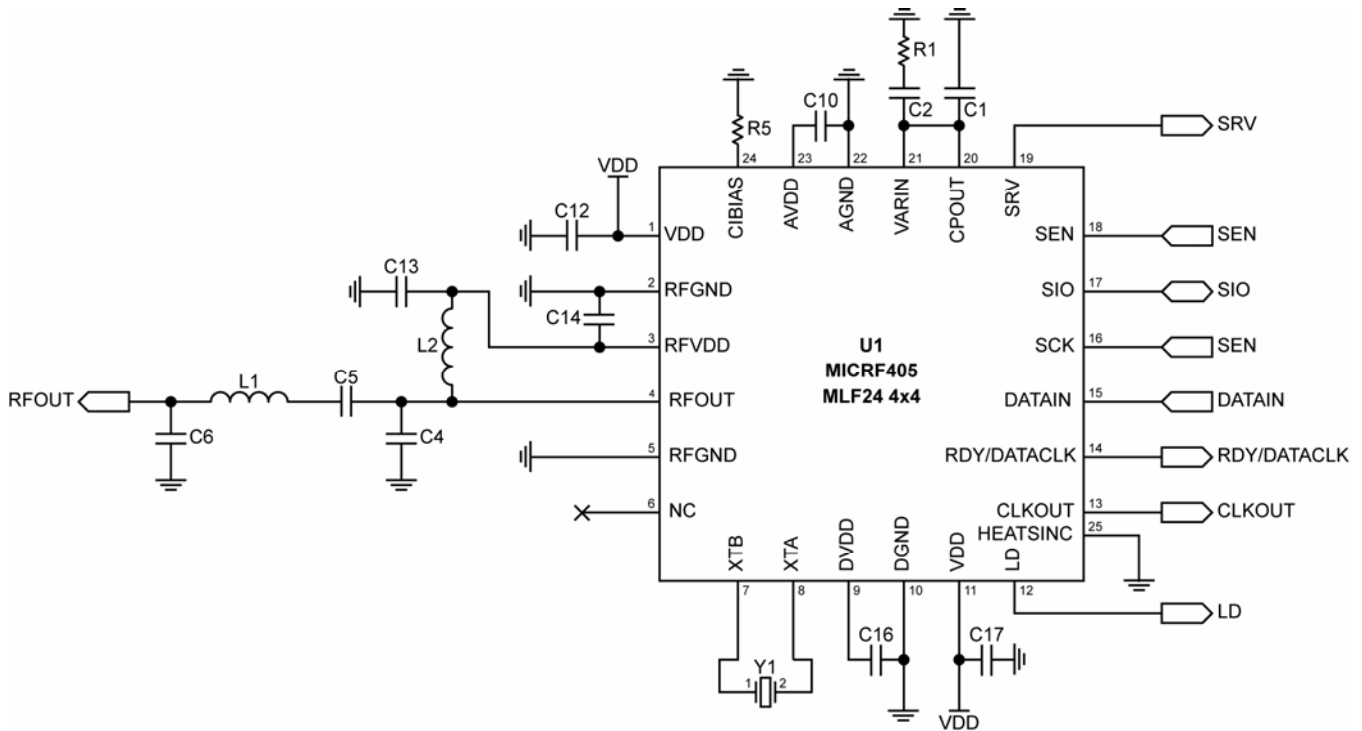 R1
C10
C2
C1
R5
SRV
24
23
22
21
20
19
VDD
CIBIAS
AVDD
AGND
VARIN
CPOUT
SRV
C12
1
VDD
SEN
18
SEN
C13
2
RFGND
SIO
17
SIO
C14
L2
3
RFVDD
U1
MICRF405
MLF24 4x4
SCK
16
SEN
RFOUT
L1
C5
4
RFOUT
DATAIN
15
DATAIN
C6
C4
5
RFGND
RDY/DATACLK
14
RDY/DATACLK
6
NC
CLKOUT
13
CLKOUT
HEATSINC
25
XTB
XTA
DVDD
DGND
VDD
LD
7
8
9
10
11
12
LD
C16
C17
Y1
1
2
VDD